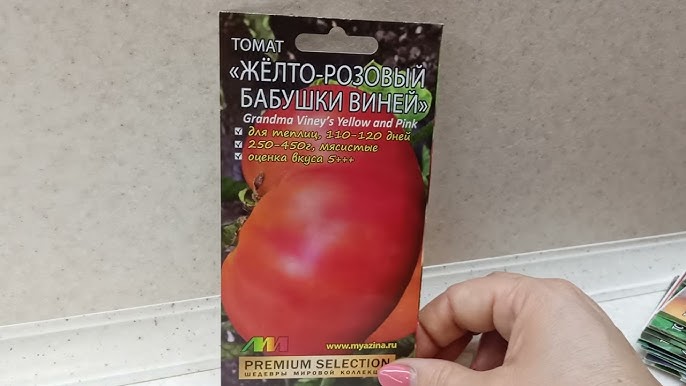 ТОМАТ
«ЖЁЛТО-РОЗОВЫЙ
БАБУШКИ ВИНЕЙ»
Grandma Viney's Yellow and Pink
для теплиц, 110-120 дней
250-450г, мясистые
оценка вкуса 5+++
www.myazina.ru
PREMIUM SELECTION
ШЕДЕВРЫ МИРОВОЙ КОЛЛЕКЦ